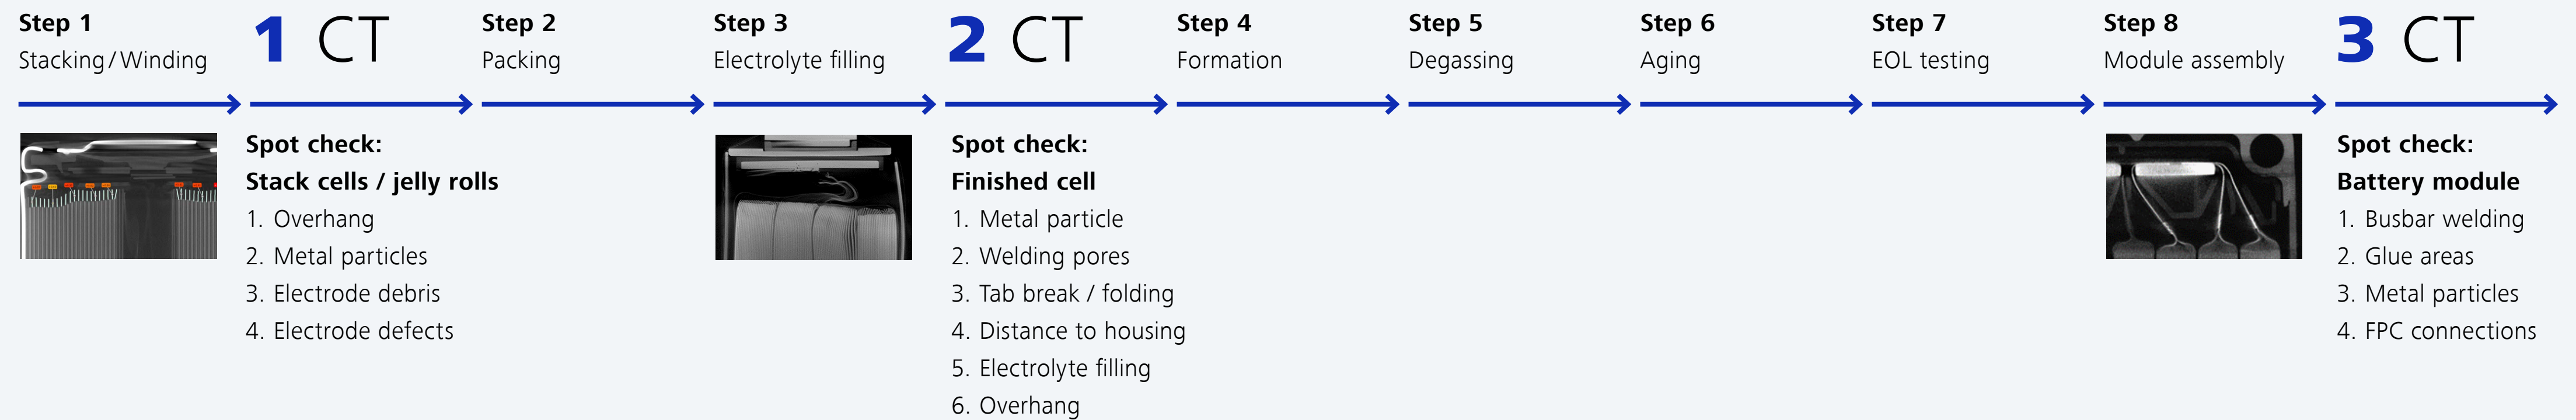 Step 1
Stacking/Winding
1 CT
Step 2
Packing
Step 3
Electrolyte filling
2 CT
Step 4
Formation
Step 5
Degassing
Step 6
Aging
Step 7
EOL testing
Step 8
Module assembly
3 CT
Spot check:
Stack cells / jelly rolls
1. Overhang
2. Metal particles
3. Electrode debris
4. Electrode defects
Spot check:
Finished cell
1. Metal particle
2. Welding pores
3. Tab break / folding
4. Distance to housing
5. Electrolyte filling
6. Overhang
Spot check:
Battery module
1. Busbar welding
2. Glue areas
3. Metal particles
4. FPC connections